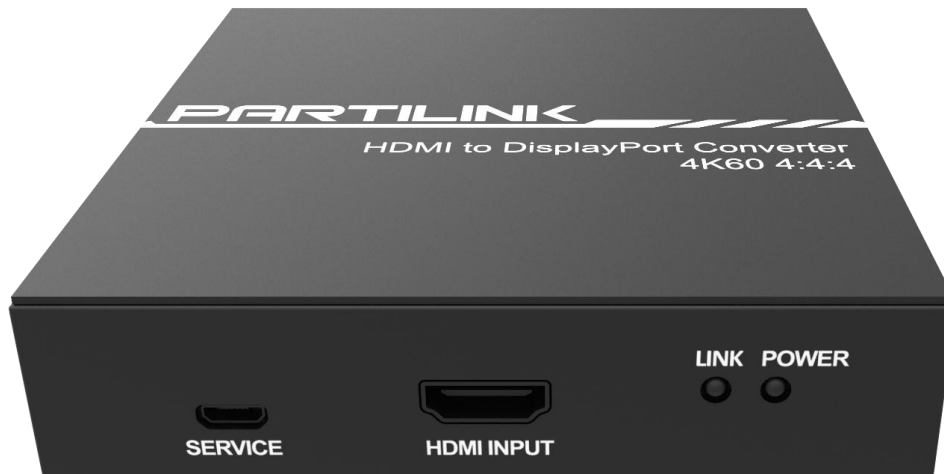 PARTILINK
HDMI to DisplayPort Converter
4K60 4:4:4
LINK POWER
SERVICE
HDMI INPUT